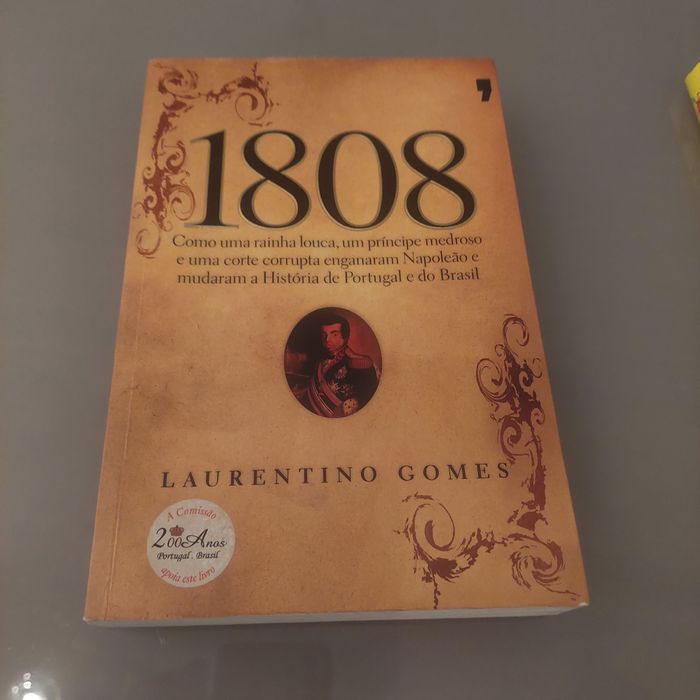 1808
Como uma rainha louca, um príncipe medroso
e uma corte corrupta enganaram Napoleão e
mudaram a História de Portugal e do Brasil
LAURENTINO GOMES
A Comissão
200 Anos
Portugal . Brasil
apoia este livro